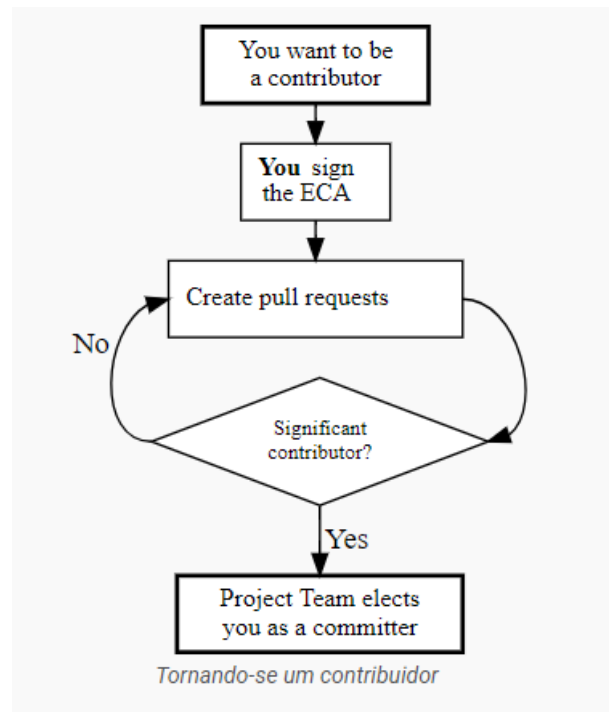 You want to be
a contributor
You sign
the ECA
Create pull requests
No
Significant
contributor?
Yes
Project Team elects
you as a committer
Tornando-se um contribuidor